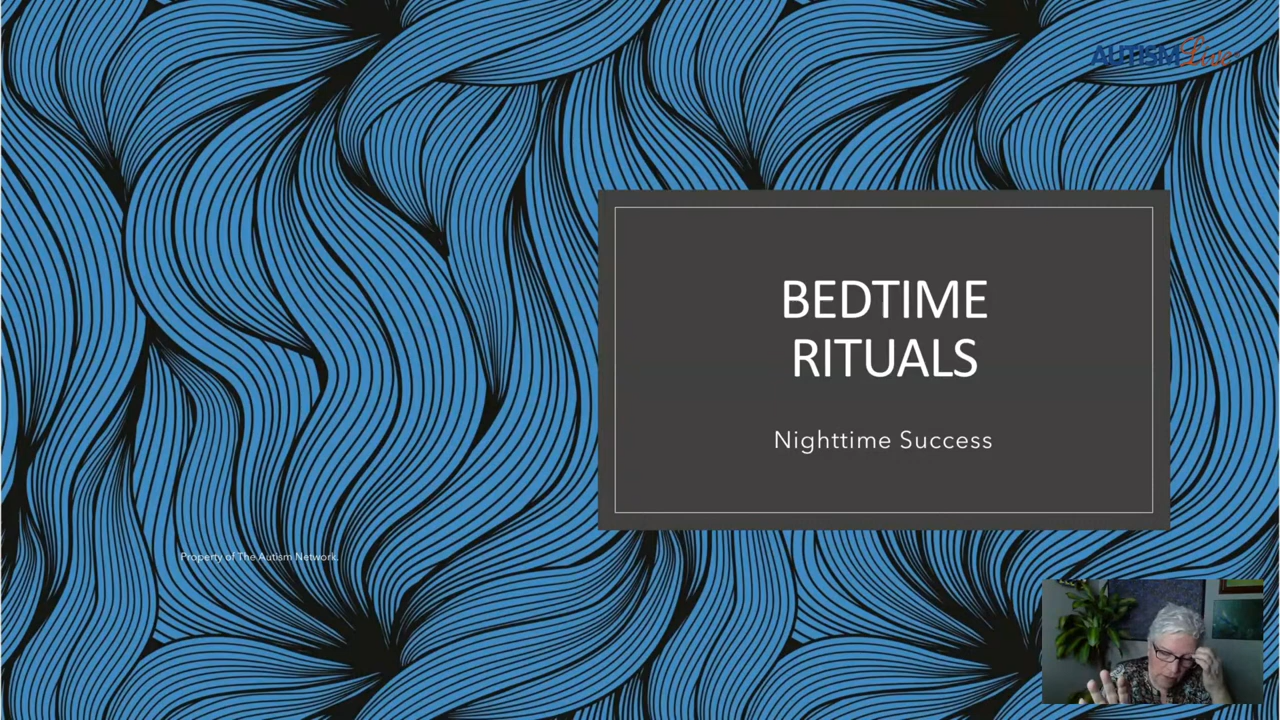 AUTISM Live
BEDTIME
RITUALS
Nighttime Success
Property of The Autism Network.